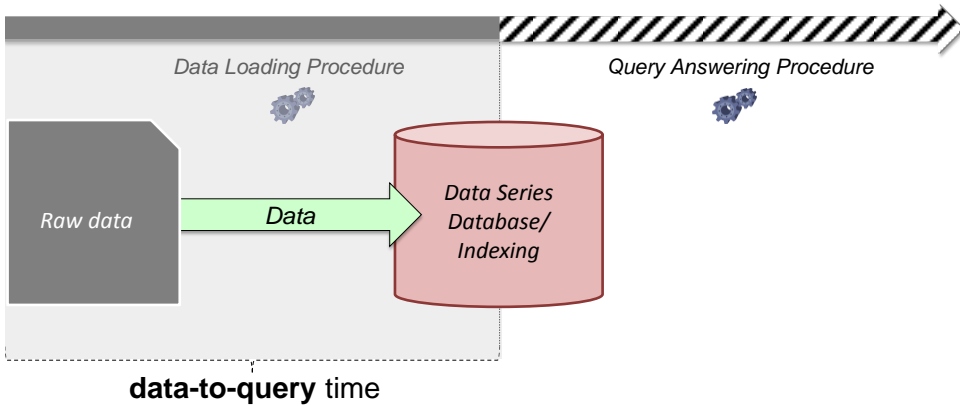 Data Loading Procedure
Query Answering Procedure
Raw data
Data
Data Series
Database/
Indexing
data-to-query time